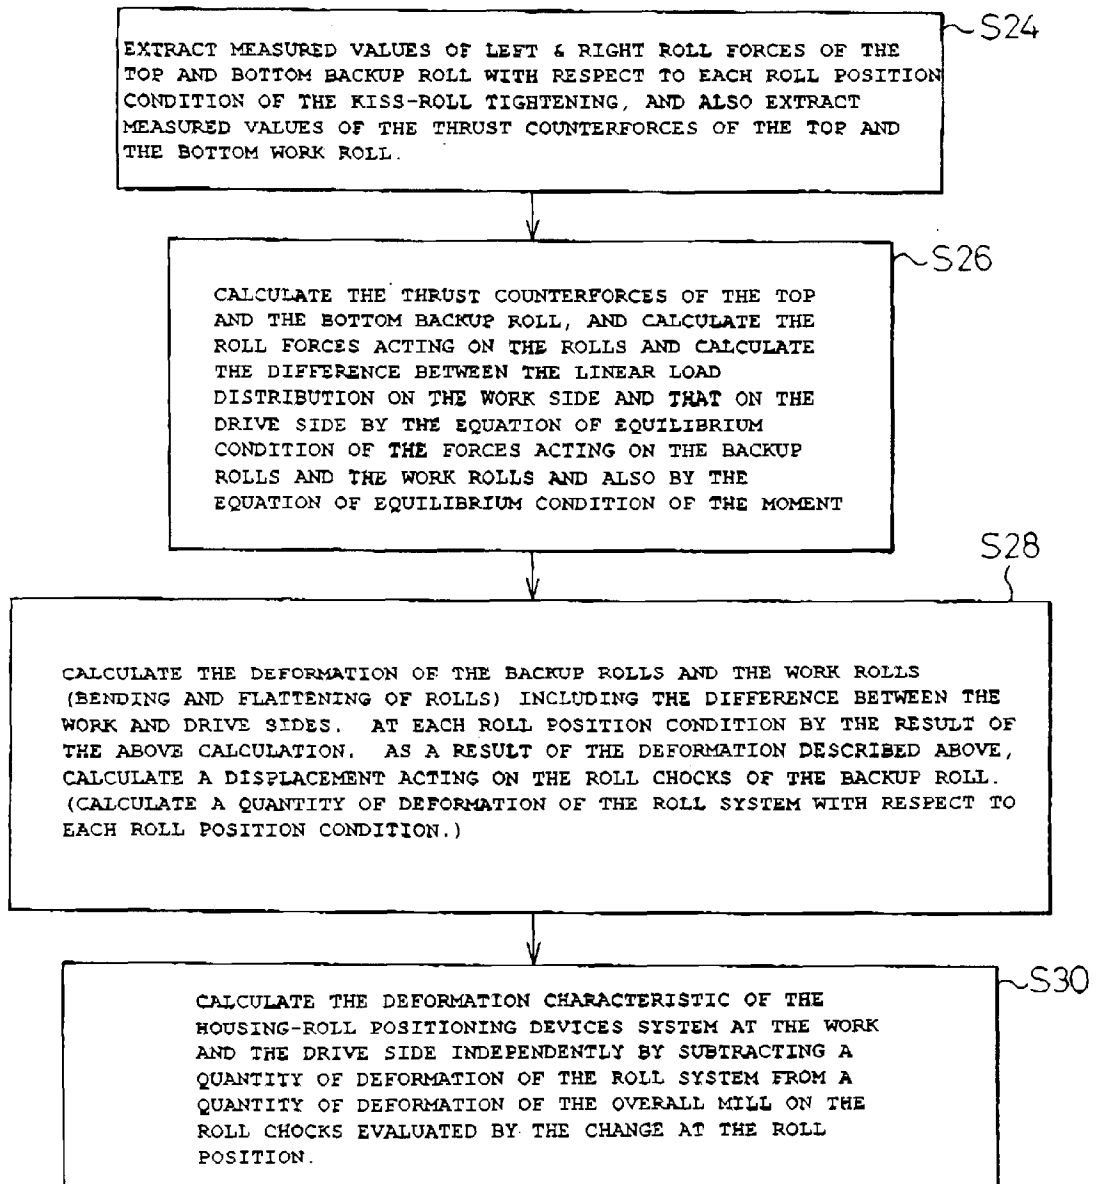 S24
EXTRACT MEASURED VALUES OF LEFT & RIGHT ROLL FORCES OF THE
TOP AND BOTTOM BACKUP ROLL WITH RESPECT TO EACH ROLL POSITION
CONDITION OF THE KISS-ROLL TIGHTENING, AND ALSO EXTRACT
MEASURED VALUES OF THE THRUST COUNTERFORCES OF THE TOP AND
THE BOTTOM WORK ROLL.
S26
CALCULATE THE THRUST COUNTERFORCES OF THE TOP
AND THE BOTTOM BACKUP ROLL, AND CALCULATE THE
ROLL FORCES ACTING ON THE ROLLS AND CALCULATE
THE DIFFERENCE BETWEEN THE LINEAR LOAD
DISTRIBUTION ON THE WORK SIDE AND THAT ON THE
DRIVE SIDE BY THE EQUATION OF EQUILIBRIUM
CONDITION OF THE FORCES ACTING ON THE BACKUP
ROLLS AND THE WORK ROLLS AND ALSO BY THE
EQUATION OF EQUILIBRIUM CONDITION OF THE MOMENT
S28
CALCULATE THE DEFORMATION OF THE BACKUP ROLLS AND THE WORK ROLLS
(BENDING AND FLATTENING OF ROLLS) INCLUDING THE DIFFERENCE BETWEEN THE
WORK AND DRIVE SIDES. AT EACH ROLL POSITION CONDITION BY THE RESULT OF
THE ABOVE CALCULATION. AS A RESULT OF THE DEFORMATION DESCRIBED ABOVE,
CALCULATE A DISPLACEMENT ACTING ON THE ROLL CHOCKS OF THE BACKUP ROLL.
(CALCULATE A QUANTITY OF DEFORMATION OF THE ROLL SYSTEM WITH RESPECT TO
EACH ROLL POSITION CONDITION.)
S30
CALCULATE THE DEFORMATION CHARACTERISTIC OF THE
HOUSING-ROLL POSITIONING DEVICES SYSTEM AT THE WORK
AND THE DRIVE SIDE INDEPENDENTLY BY SUBTRACTING A
QUANTITY OF DEFORMATION OF THE ROLL SYSTEM FROM A
QUANTITY OF DEFORMATION OF THE OVERALL MILL ON THE
ROLL CHOCKS EVALUATED BY THE CHANGE AT THE ROLL
POSITION.